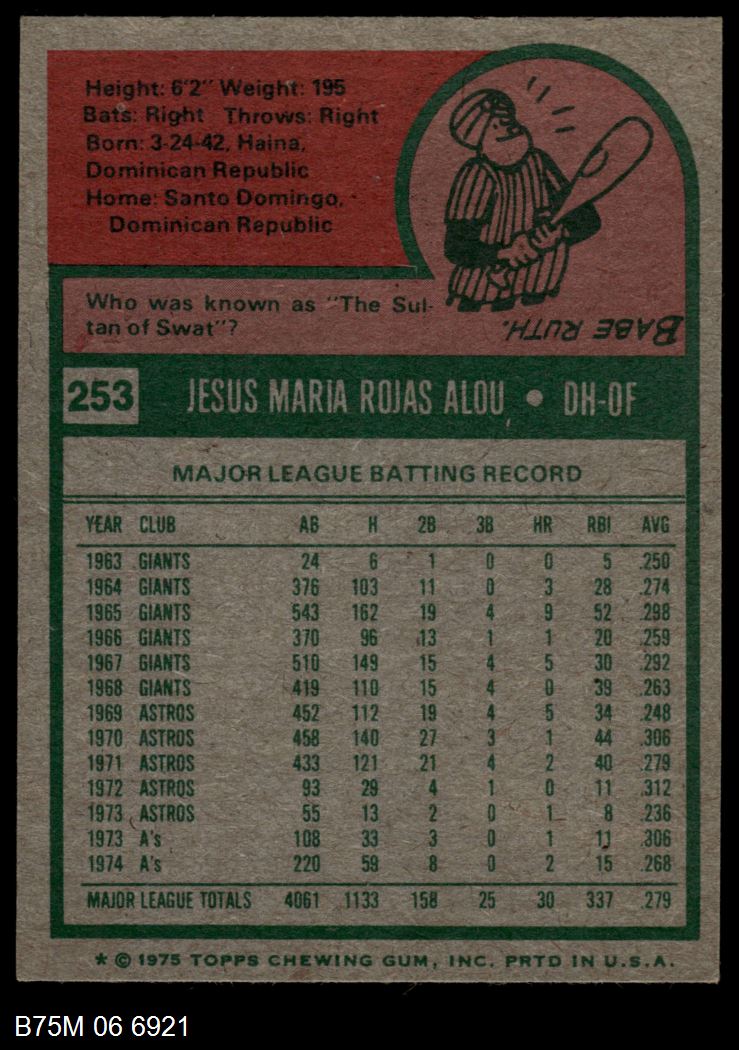 Height: 6'2" Weight: 195
Bats: Right Throws: Right
Born: 3-24-42, Haina,
Dominican Republic
Home: Santo Domingo,
Dominican Republic
Who was known as "The Sul-
tan of Swat"?
BABE RUTH.
253 JESUS MARIA ROJAS ALOU • DH-OF
MAJOR LEAGUE BATTING RECORD
YEAR CLUB AB H 2B 3B HR RBI AVG
1963 GIANTS 24 6 1 0 0 5 .250
1964 GIANTS 376 103 11 0 3 28 .274
1965 GIANTS 543 162 19 4 9 52 .298
1966 GIANTS 370 96 13 1 1 20 .259
1967 GIANTS 510 149 15 4 5 30 .292
1968 GIANTS 419 110 15 4 0 39 .263
1969 ASTROS 452 112 19 4 5 34 .248
1970 ASTROS 458 140 27 3 1 44 .306
1971 ASTROS 433 121 21 4 2 40 .279
1972 ASTROS 93 29 4 1 0 11 .312
1973 ASTROS 55 13 2 0 1 8 .236
1973 A's 108 33 3 0 1 11 .306
1974 A's 220 59 8 0 2 15 .268
MAJOR LEAGUE TOTALS 4061 1133 158 25 30 337 .279
* © 1975 TOPPS CHEWING GUM, INC. PRTD IN U.S.A.
B75M 06 6921